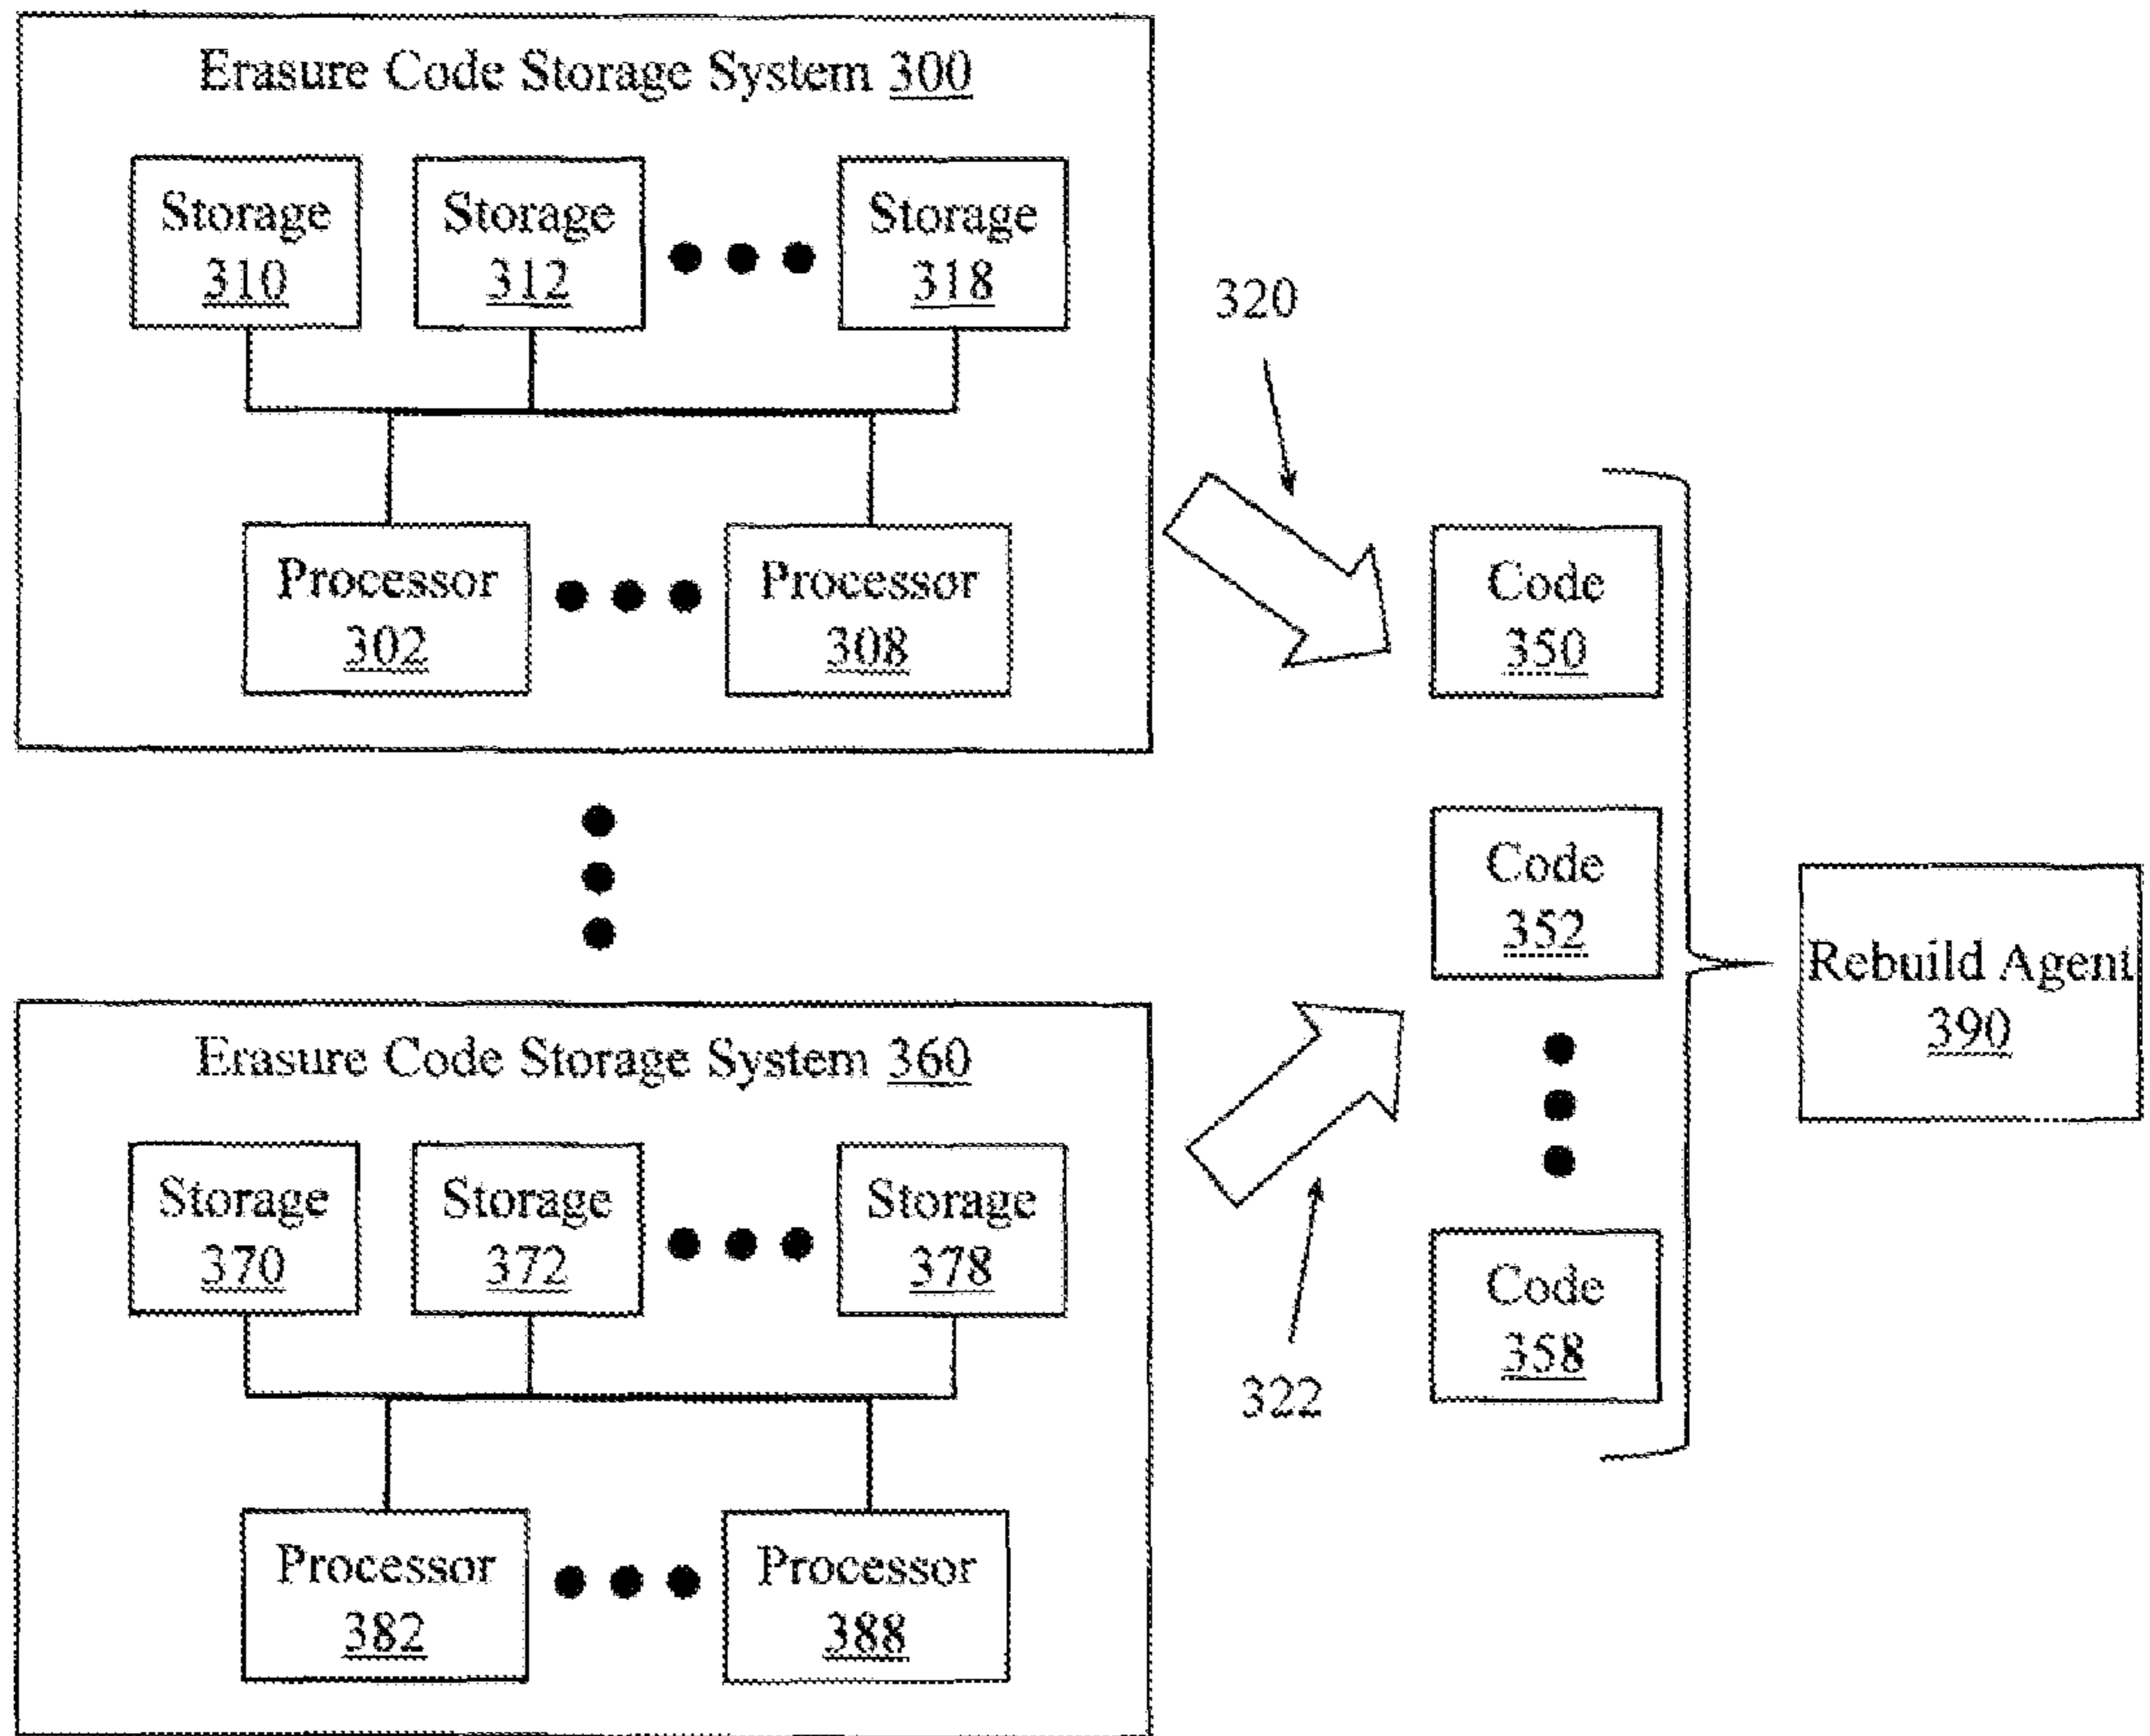 Erasure Code Storage System 300
Storage
310
Storage
312
Storage
318
Processor
302
Processor
308
320
Code
350
Code
352
Code
358
Rebuild Agent
390
Erasure Code Storage System 360
Storage
370
Storage
372
Storage
378
Processor
382
Processor
388
322